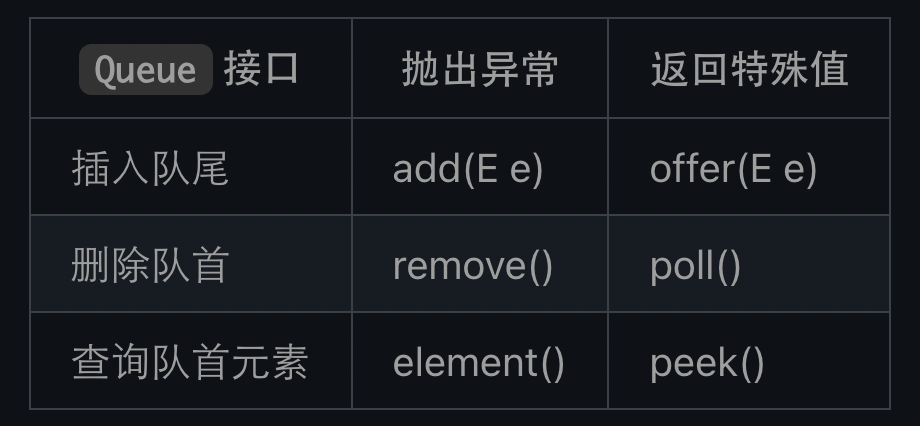 Queue 接口 抛出异常 返回特殊值
插入队尾 add(E e) offer(E e)
删除队首 remove() poll()
查询队首元素 element() peek()